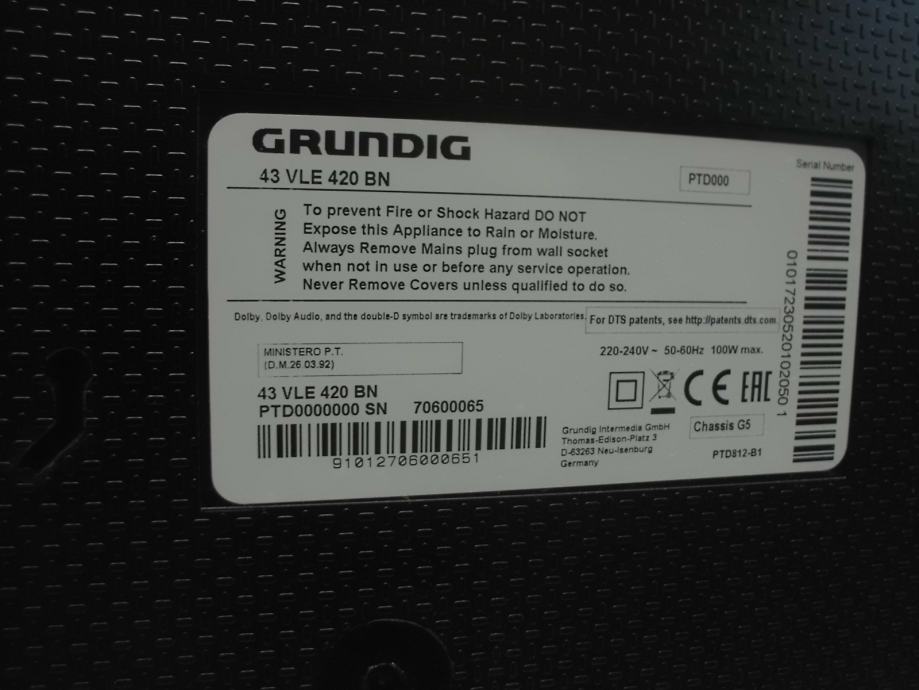 GRUNDIG
43 VLE 420 BN
PTD000
Serial Number
WARNING
To prevent Fire or Shock Hazard DO NOT
Expose this Appliance to Rain or Moisture.
Always Remove Mains plug from wall socket
when not in use or before any service operation.
Never Remove Covers unless qualified to do so.
Dolby, Dolby Audio, and the double-D symbol are trademarks of Dolby Laboratories.
For DTS patents, see http://patents.dts.com
MINISTERO P.T.
(D.M.26 03.92)
220-240V ~ 50-60Hz 100W max.
CE EAC
43 VLE 420 BN
PTD0000000 SN 70600065
91012706000651
Grundig Intermedia GmbH
Thomas-Edison-Platz 3
D-63263 Neu-Isenburg
Germany
Chassis G5
PTD812-B1
0101723052010205​0 1